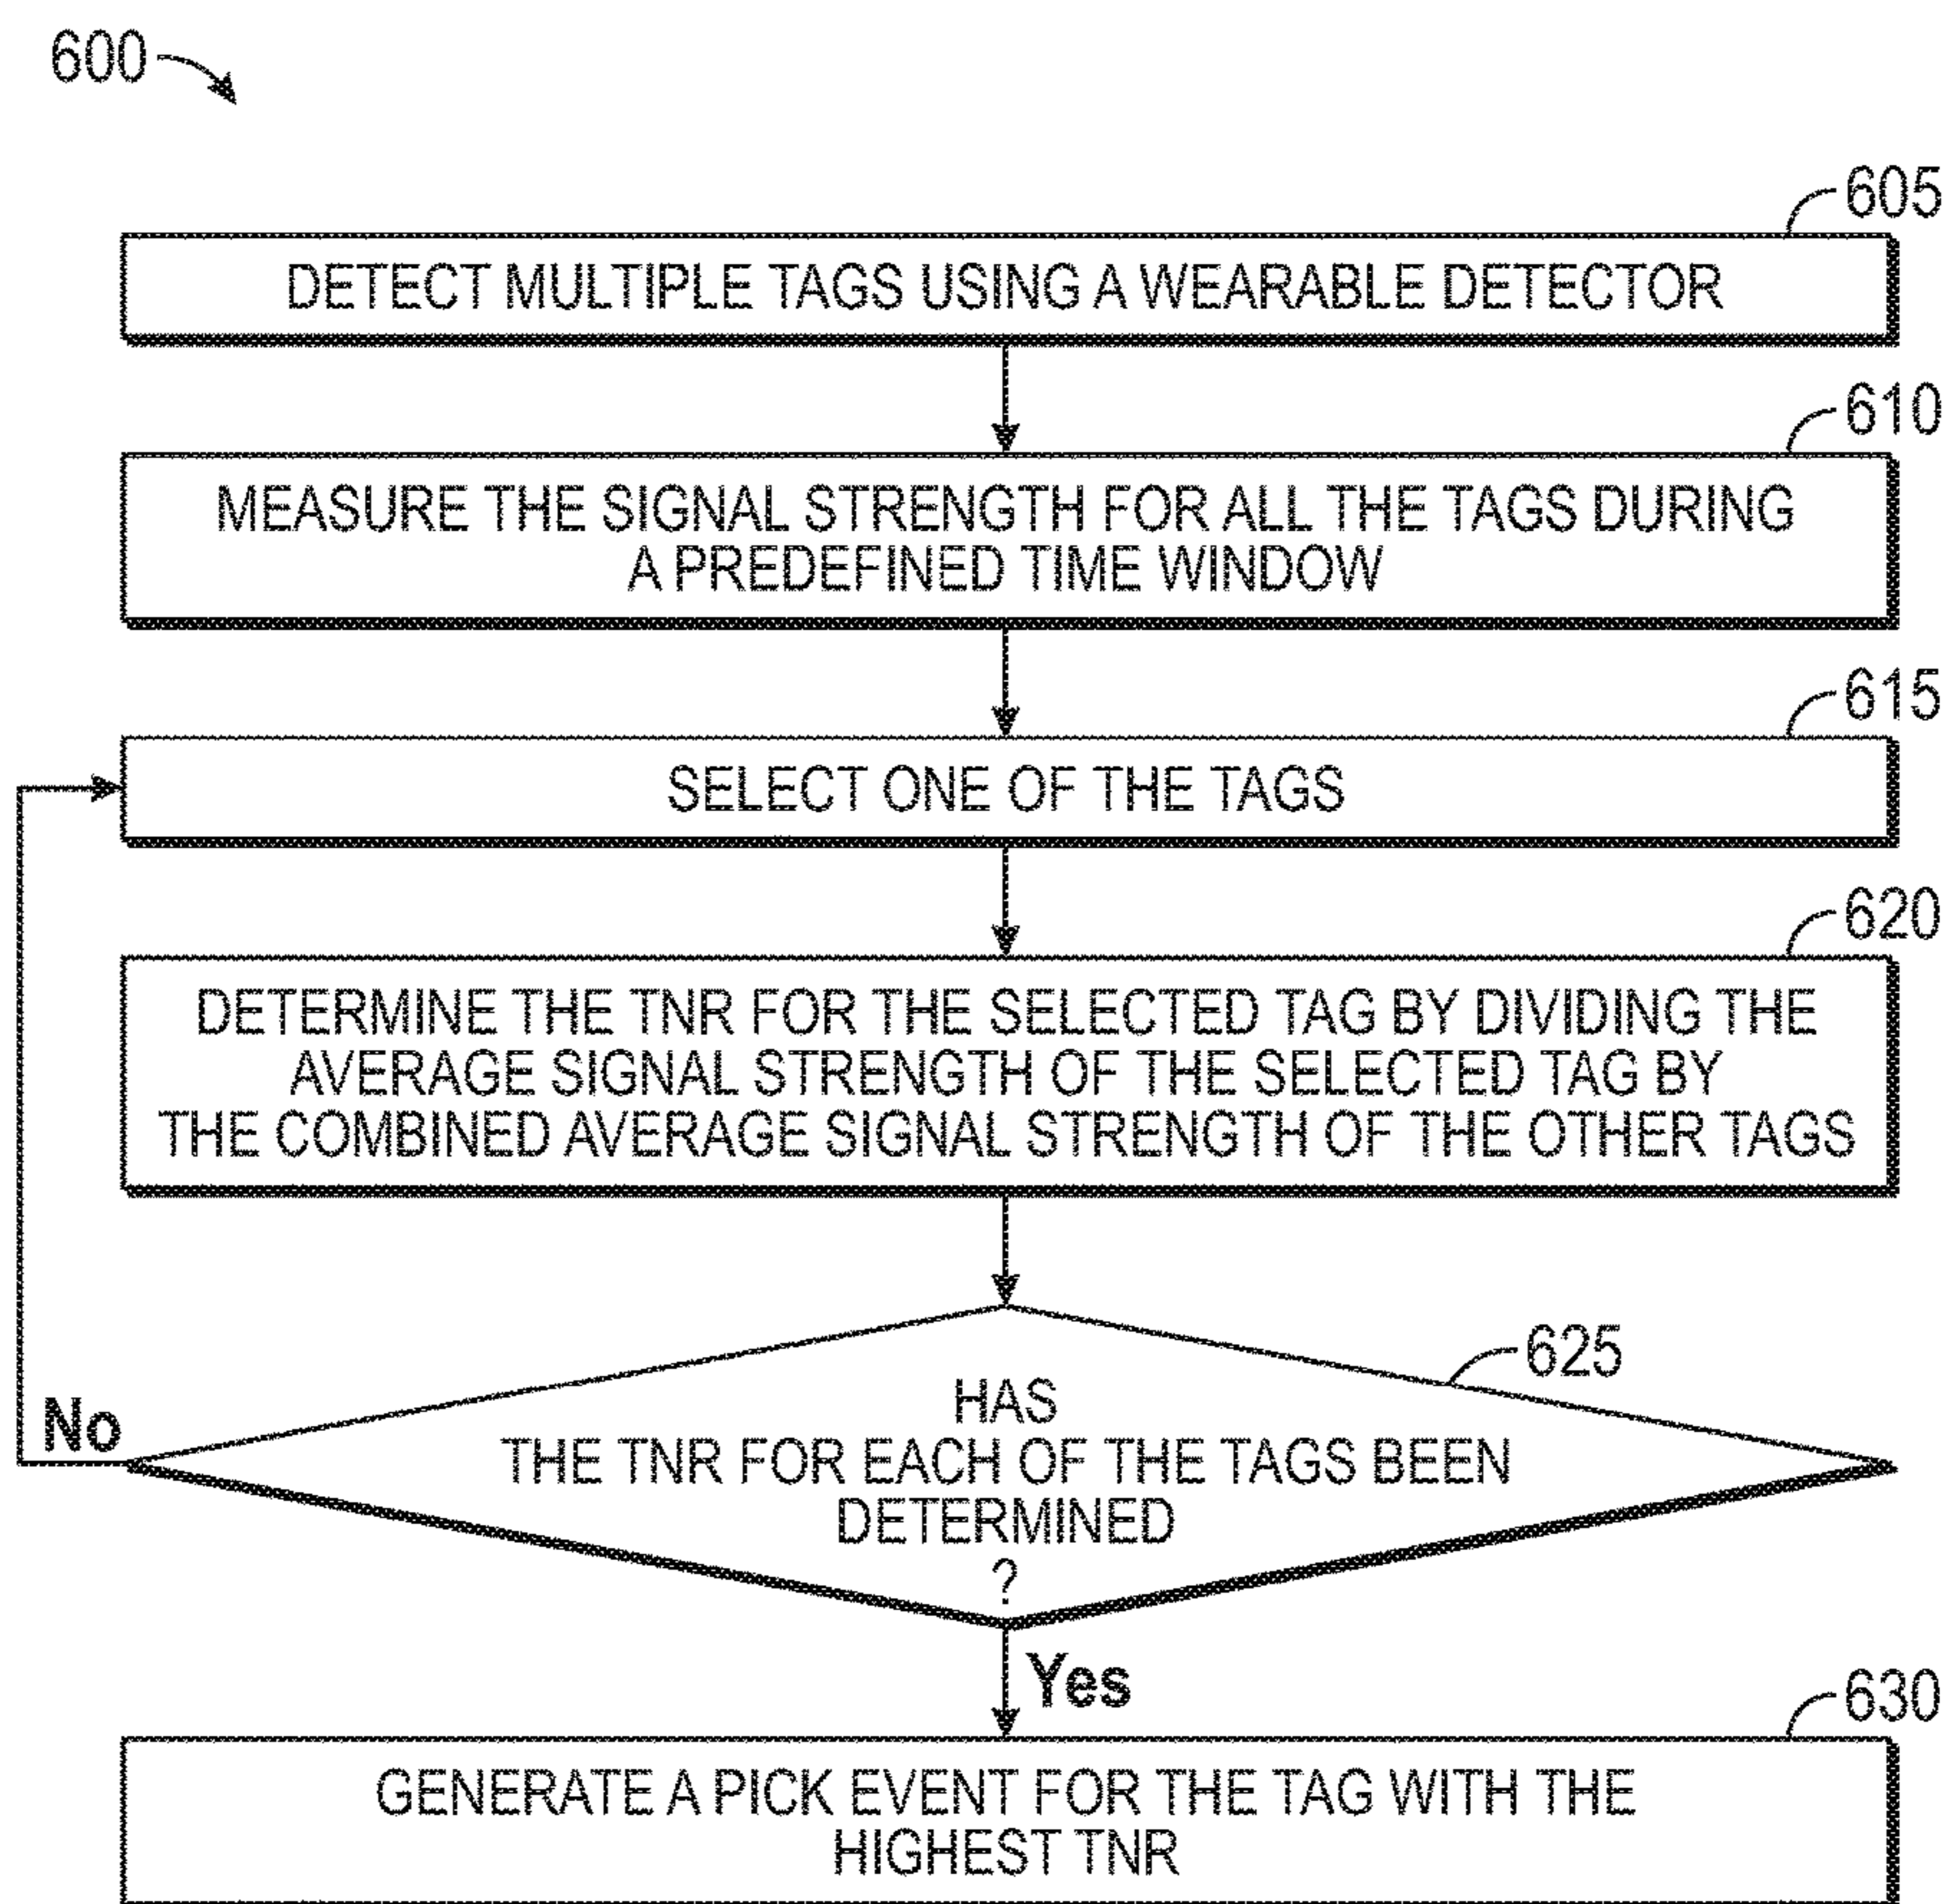 600
605
DETECT MULTIPLE TAGS USING A WEARABLE DETECTOR
610
MEASURE THE SIGNAL STRENGTH FOR ALL THE TAGS DURING
A PREDEFINED TIME WINDOW
615
SELECT ONE OF THE TAGS
620
DETERMINE THE TNR FOR THE SELECTED TAG BY DIVIDING THE
AVERAGE SIGNAL STRENGTH OF THE SELECTED TAG BY
THE COMBINED AVERAGE SIGNAL STRENGTH OF THE OTHER TAGS
625
HAS
THE TNR FOR EACH OF THE TAGS BEEN
DETERMINED
?
No
Yes
630
GENERATE A PICK EVENT FOR THE TAG WITH THE
HIGHEST TNR